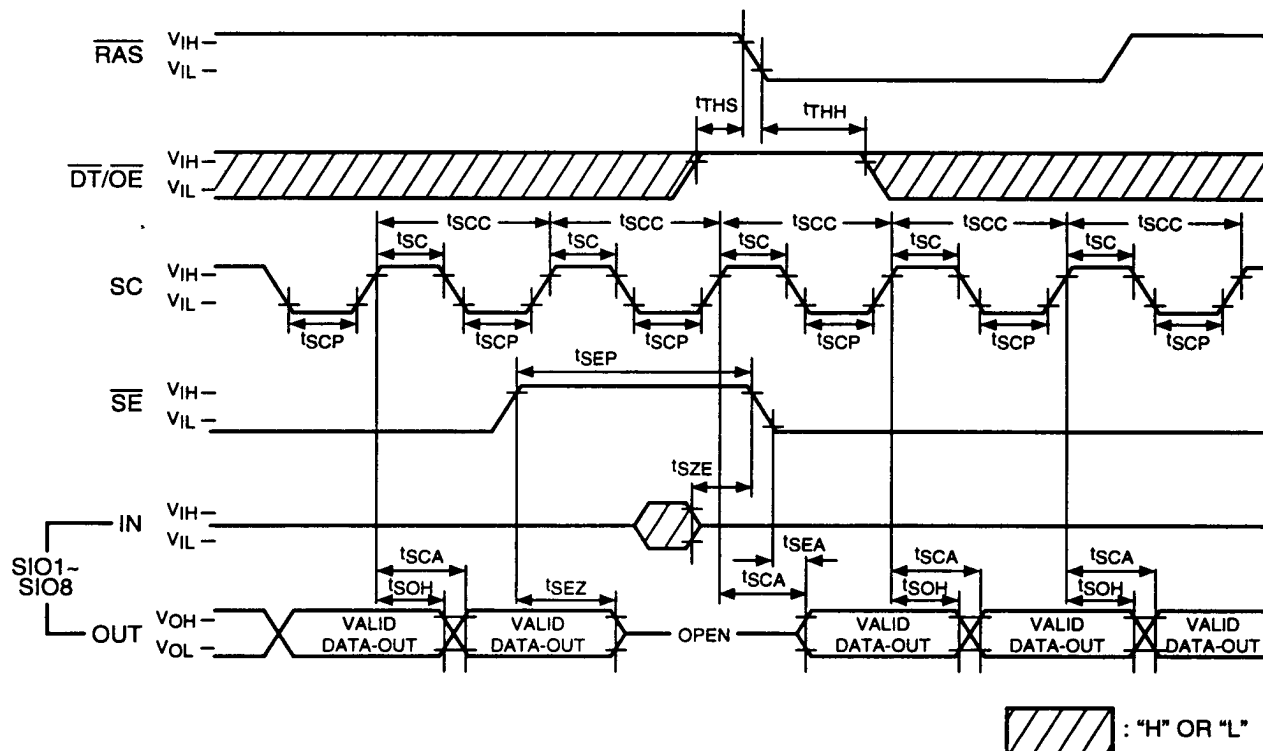 RAS
VIH
VIL
tTHS
tTHH
DT/OE
VIH
VIL
tSCC
tSCC
tSCC
tSCC
tSCC
tSC
tSC
tSC
tSC
tSC
SC
VIH
VIL
tSCP
tSCP
tSCP
tSCP
tSCP
tSCP
tSEP
SE
VIH
VIL
tSZE
IN
VIH
VIL
SIO1~
SIO8
tSCA
tSOH
tSEZ
tSCA
tSEA
tSCA
tSOH
tSCA
tSOH
OUT
VOH
VOL
VALID
DATA-OUT
VALID
DATA-OUT
OPEN
VALID
DATA-OUT
VALID
DATA-OUT
VALID
DATA-OUT
: "H" OR "L"